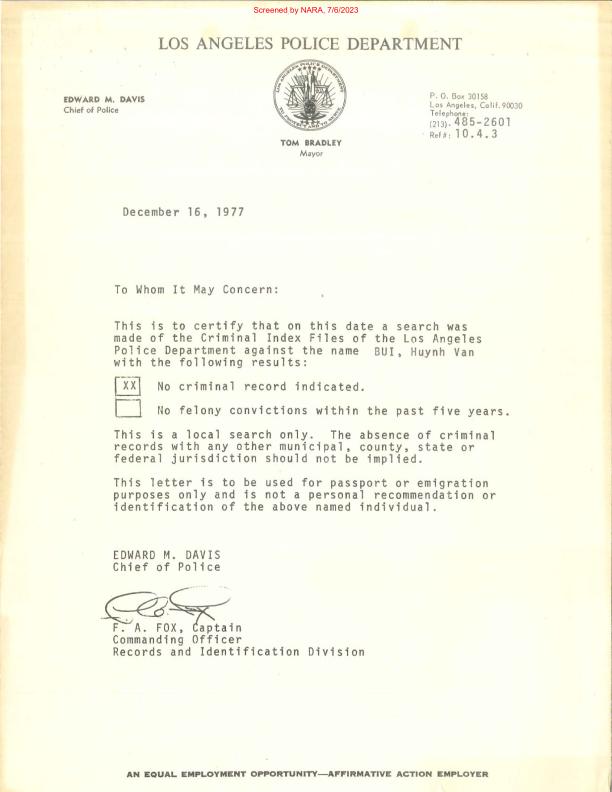 Screened by NARA, 7/6/2023
LOS ANGELES POLICE DEPARTMENT
EDWARD M. DAVIS
Chief of Police
TOM BRADLEY
Mayor
P. O. Box 30158
Los Angeles, Calif. 90030
Telephone:
(213)- 485-2601
Ref#: 10.4.3
December 16, 1977
To Whom It May Concern:
This is to certify that on this date a search was
made of the Criminal Index Files of the Los Angeles
Police Department against the name BUI, Huynh Van
with the following results:
XX No criminal record indicated.
No felony convictions within the past five years.
This is a local search only. The absence of criminal
records with any other municipal, county, state or
federal jurisdiction should not be implied.
This letter is to be used for passport or emigration
purposes only and is not a personal recommendation or
identification of the above named individual.
EDWARD M. DAVIS
Chief of Police
F. A. FOX, Captain
Commanding Officer
Records and Identification Division
AN EQUAL EMPLOYMENT OPPORTUNITY—AFFIRMATIVE ACTION EMPLOYER